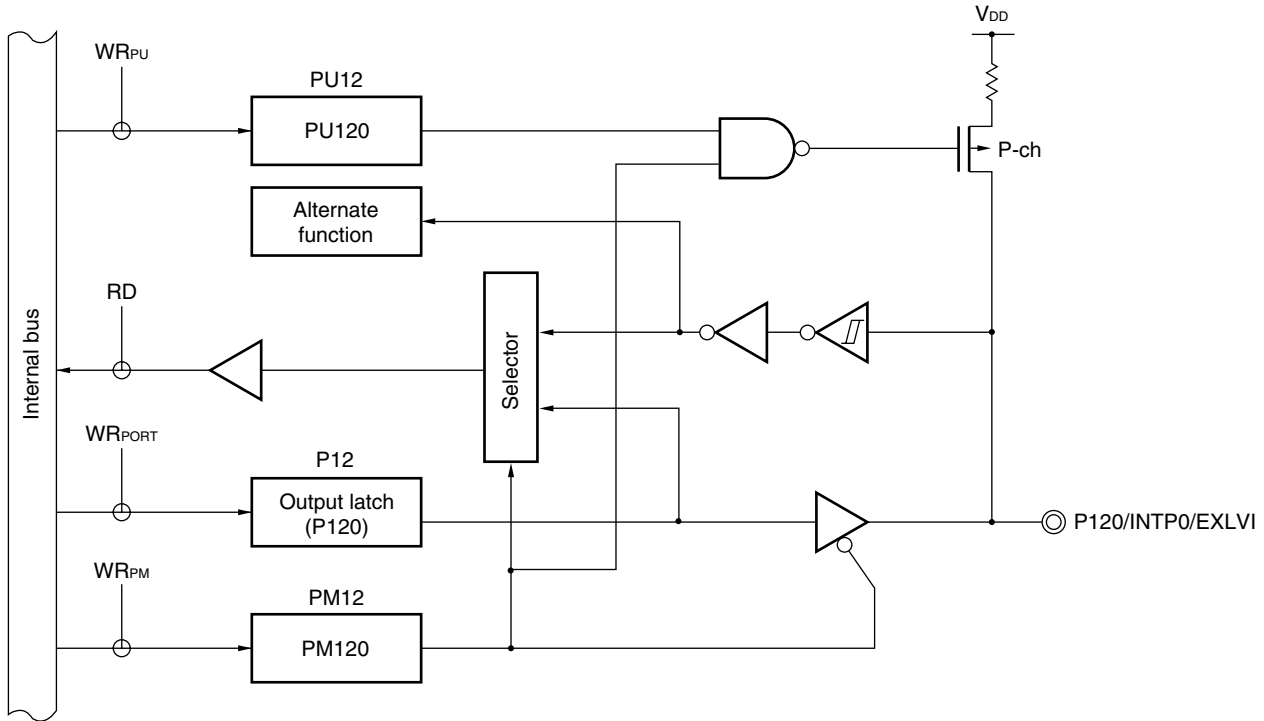 VDD
WRPU
PU12
PU120
P-ch
Alternate
function
RD
Selector
Internal bus
WRPORT
P12
Output latch
(P120)
P120/INTP0/EXLVI
WRPM
PM12
PM120